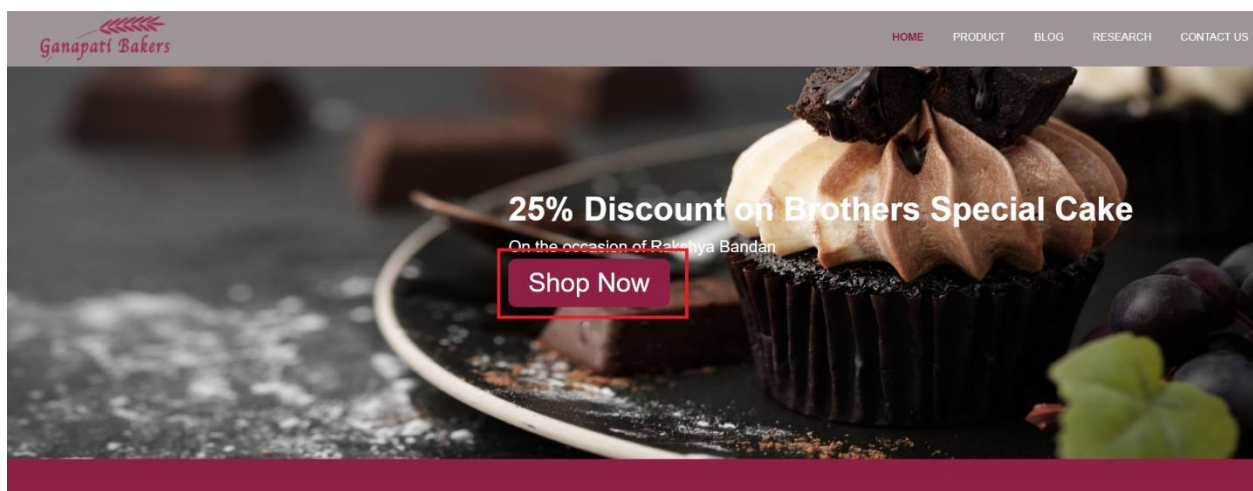 Ganapati Bakers
HOME PRODUCT BLOG RESEARCH CONTACT US
25% Discount on Brothers Special Cake
On the occasion of Rakshya Bandan
Shop Now